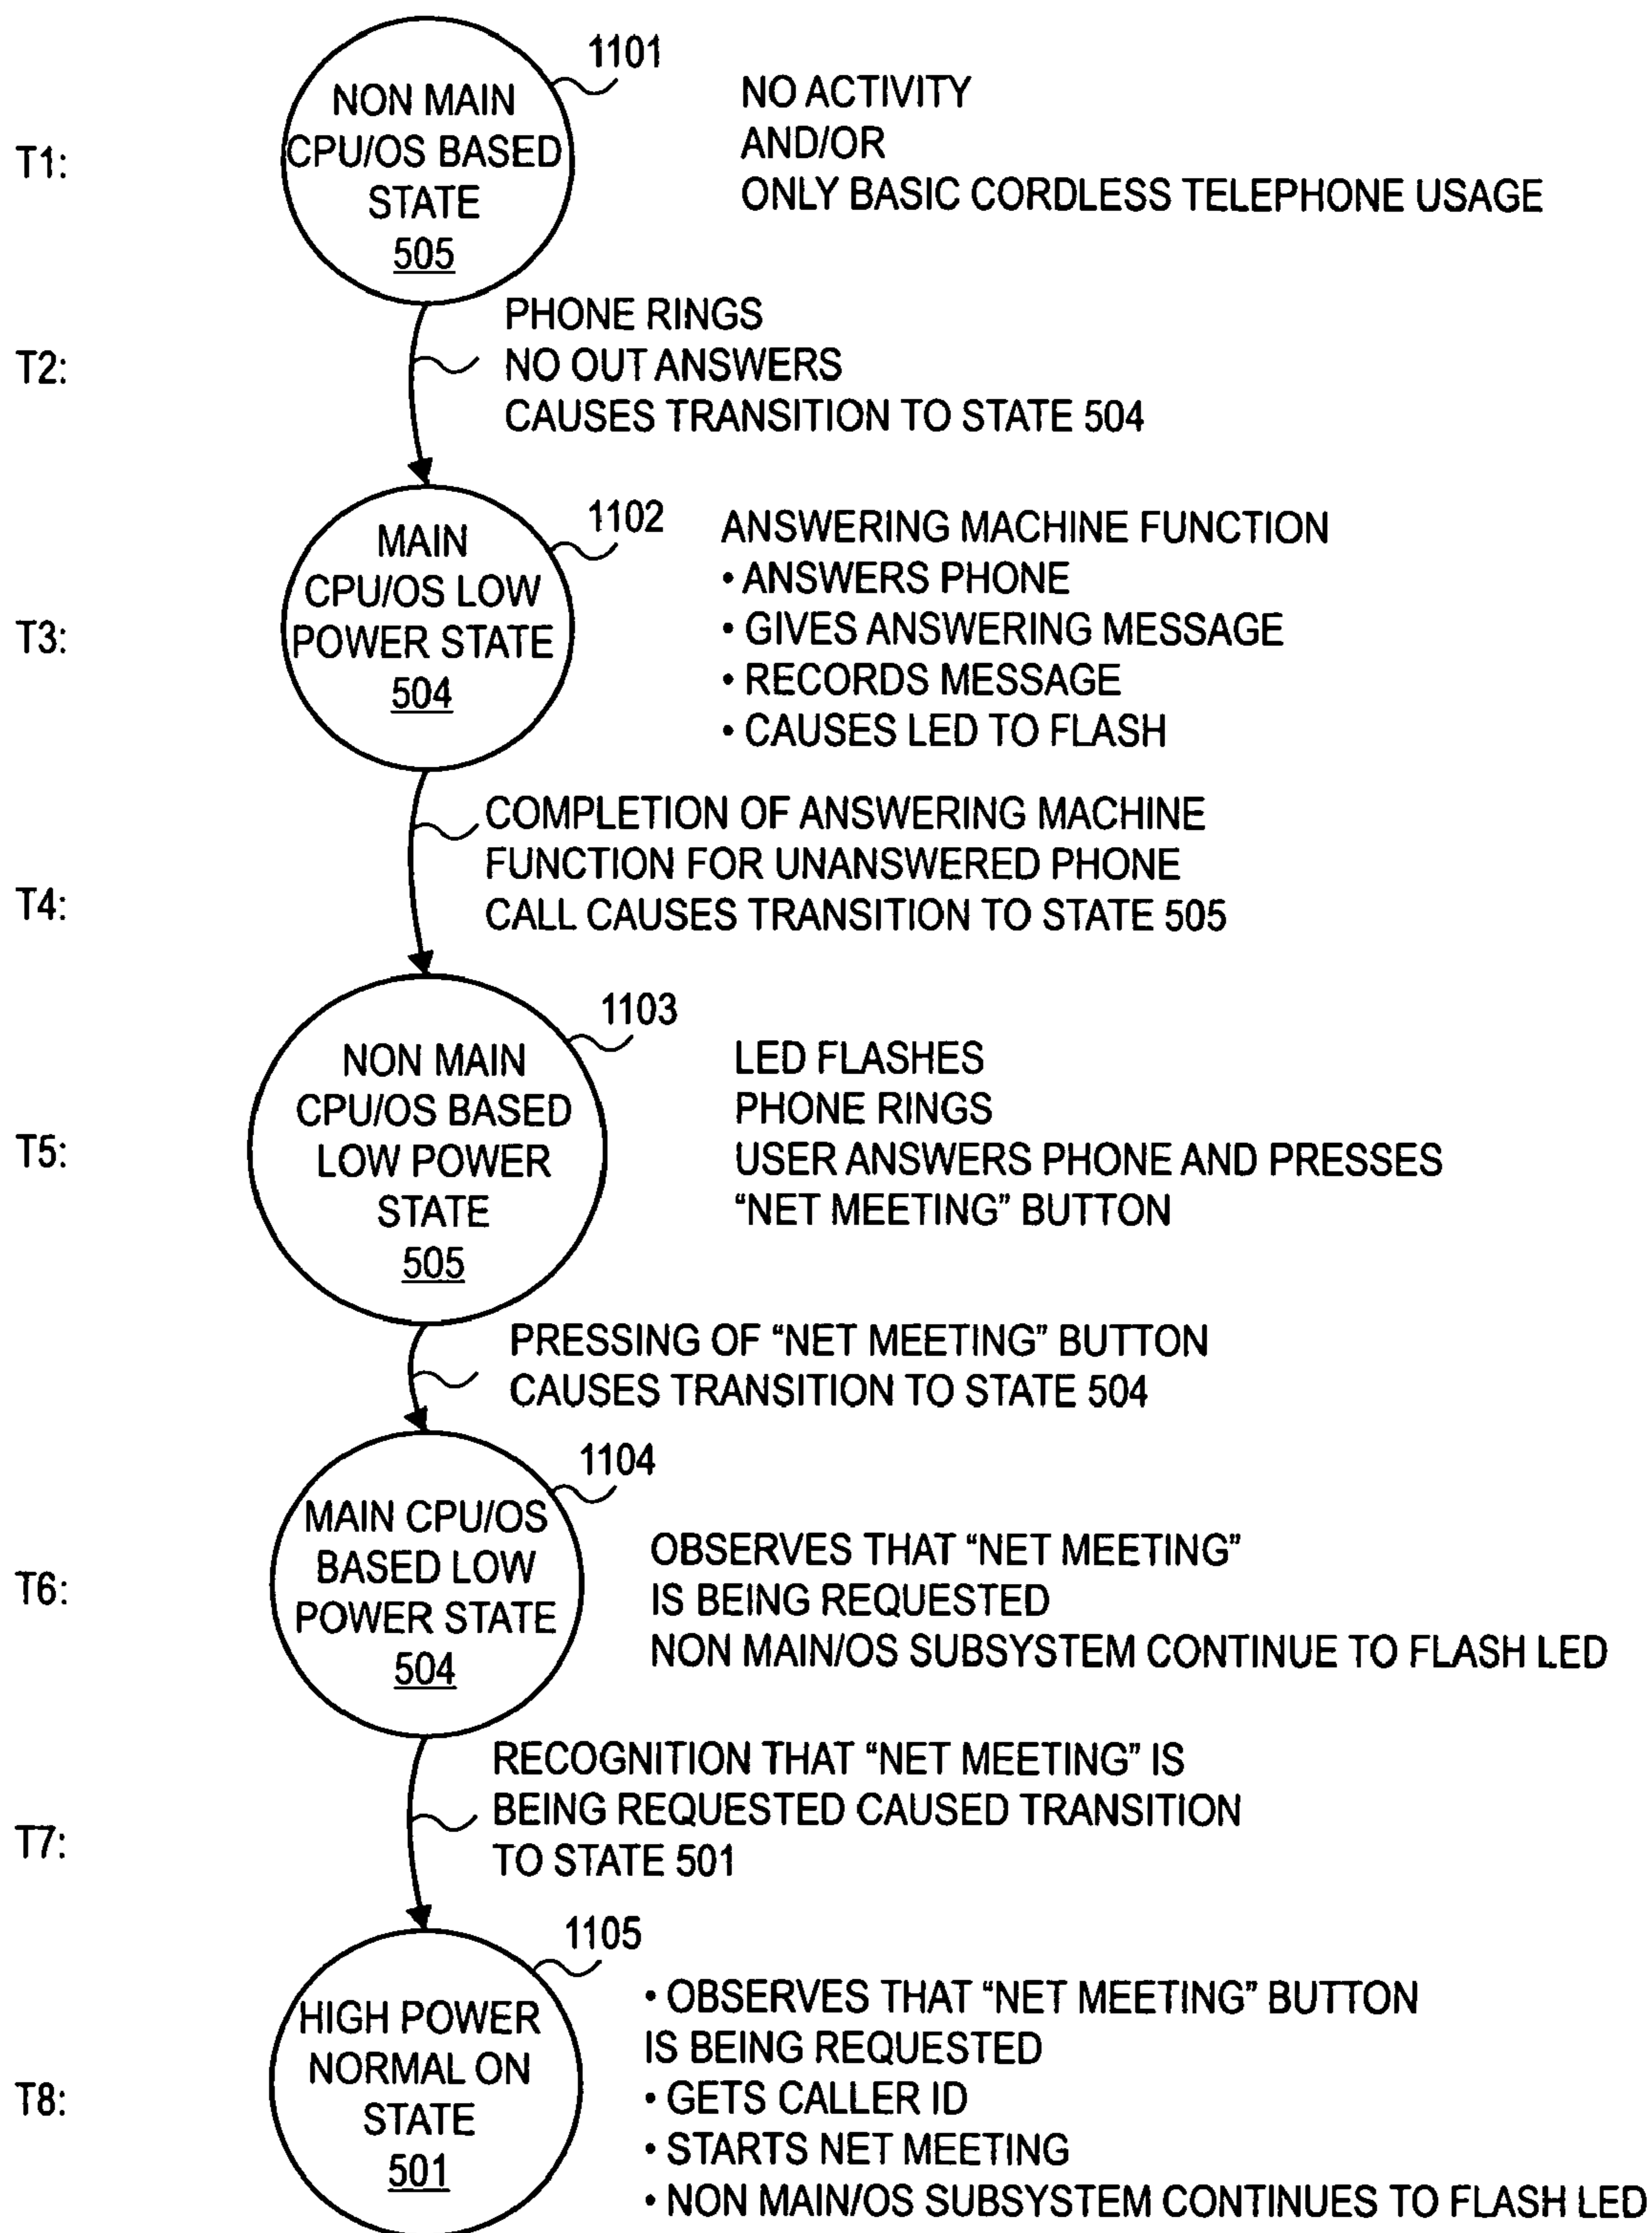 1101
NON MAIN
CPU/OS BASED
STATE
505
T1:
NO ACTIVITY
AND/OR
ONLY BASIC CORDLESS TELEPHONE USAGE
T2:
PHONE RINGS
NO OUT ANSWERS
CAUSES TRANSITION TO STATE 504
1102
MAIN
CPU/OS LOW
POWER STATE
504
T3:
ANSWERING MACHINE FUNCTION
• ANSWERS PHONE
• GIVES ANSWERING MESSAGE
• RECORDS MESSAGE
• CAUSES LED TO FLASH
T4:
COMPLETION OF ANSWERING MACHINE
FUNCTION FOR UNANSWERED PHONE
CALL CAUSES TRANSITION TO STATE 505
1103
NON MAIN
CPU/OS BASED
LOW POWER
STATE
505
T5:
LED FLASHES
PHONE RINGS
USER ANSWERS PHONE AND PRESSES
“NET MEETING” BUTTON
PRESSING OF “NET MEETING” BUTTON
CAUSES TRANSITION TO STATE 504
1104
MAIN CPU/OS
BASED LOW
POWER STATE
504
T6:
OBSERVES THAT “NET MEETING”
IS BEING REQUESTED
NON MAIN/OS SUBSYSTEM CONTINUE TO FLASH LED
T7:
RECOGNITION THAT “NET MEETING” IS
BEING REQUESTED CAUSED TRANSITION
TO STATE 501
1105
HIGH POWER
NORMAL ON
STATE
501
T8:
• OBSERVES THAT “NET MEETING” BUTTON
IS BEING REQUESTED
• GETS CALLER ID
• STARTS NET MEETING
• NON MAIN/OS SUBSYSTEM CONTINUES TO FLASH LED